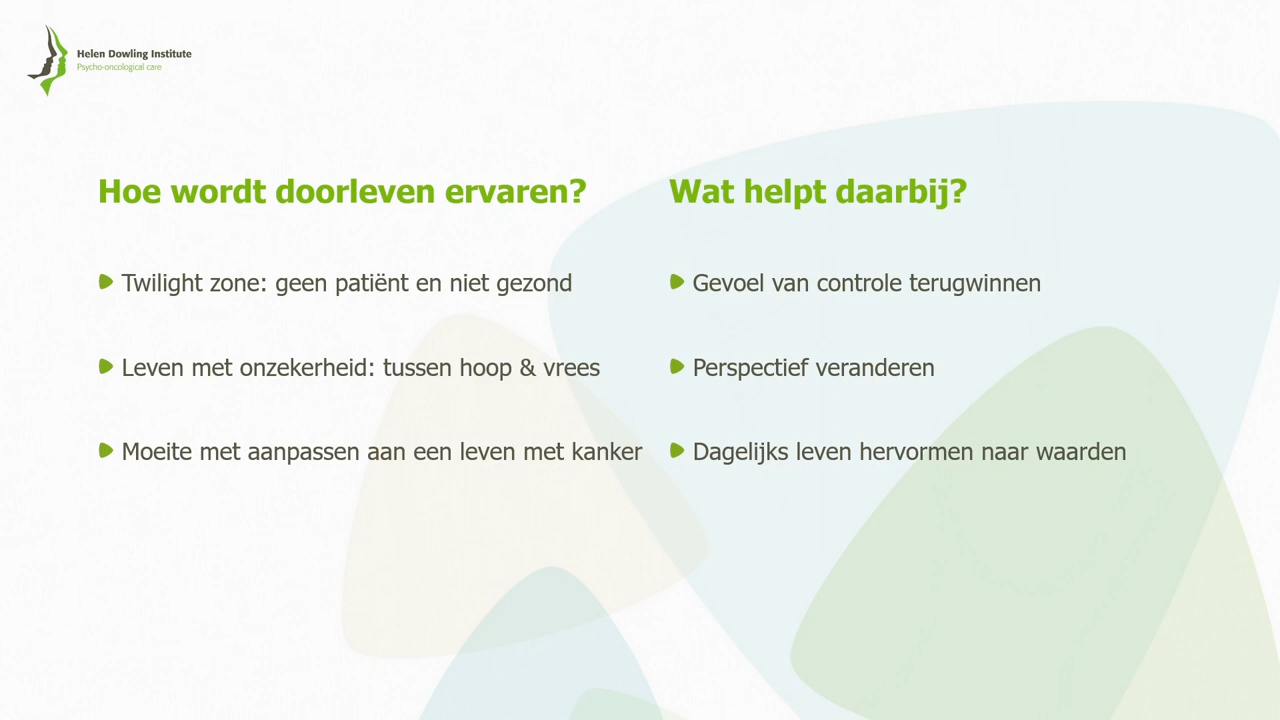 Helen Dowling Institute
Psycho-oncological care
Hoe wordt doorleven ervaren?
Twilight zone: geen patiënt en niet gezond
Leven met onzekerheid: tussen hoop & vrees
Moeite met aanpassen aan een leven met kanker
Wat helpt daarbij?
Gevoel van controle terugwinnen
Perspectief veranderen
Dagelijks leven hervormen naar waarden